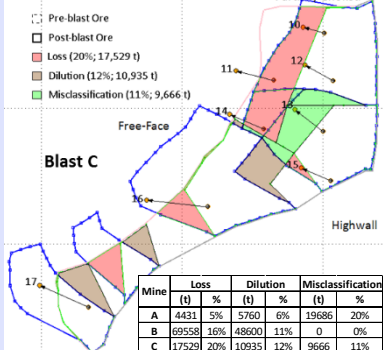 Pre-blast Ore
Post-blast Ore
Loss (20%; 17,529 t)
Dilution (12%; 10,935 t)
Misclassification (11%; 9,666 t)
10
11
12
13
14
Free-Face
Blast C
15
16
Highwall
17
Mine Loss Dilution Misclassification
(t) % (t) % (t) %
A 4431 5% 5760 6% 19686 20%
B 69558 16% 48600 11% 0 0%
C 17529 20% 10935 12% 9666 11%